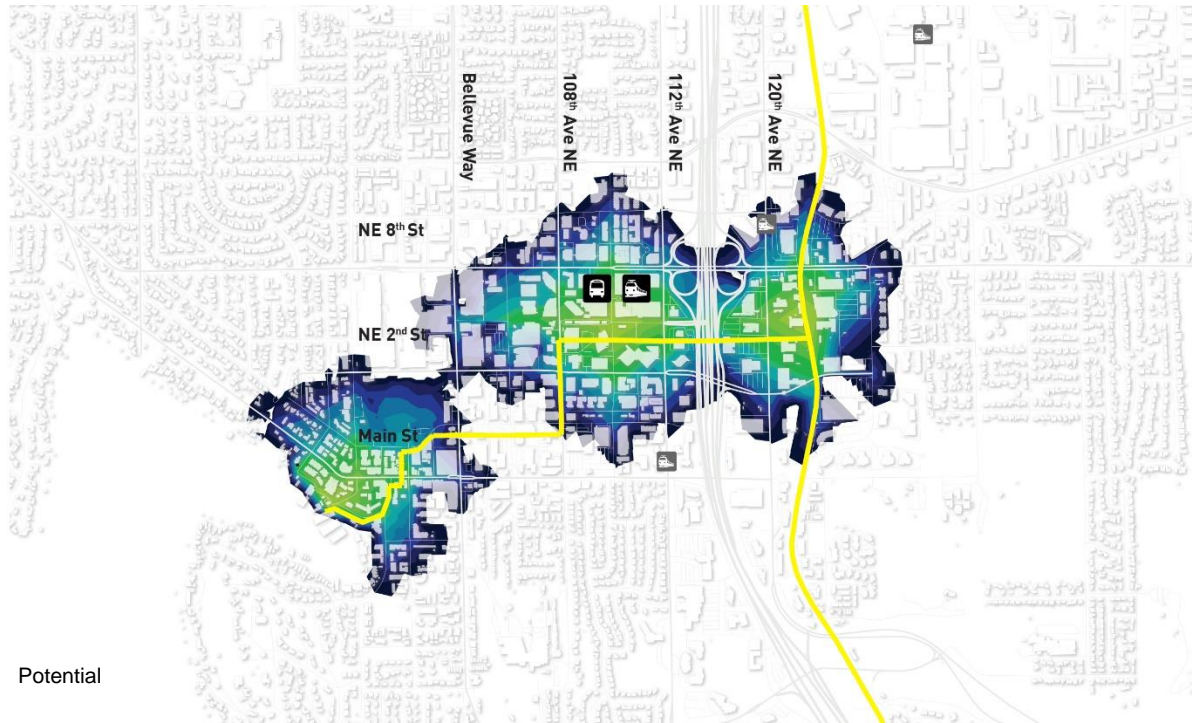 Bellevue Way
108th Ave NE
112th Ave NE
120th Ave NE
NE 8th St
NE 2nd St
Main St
Potential